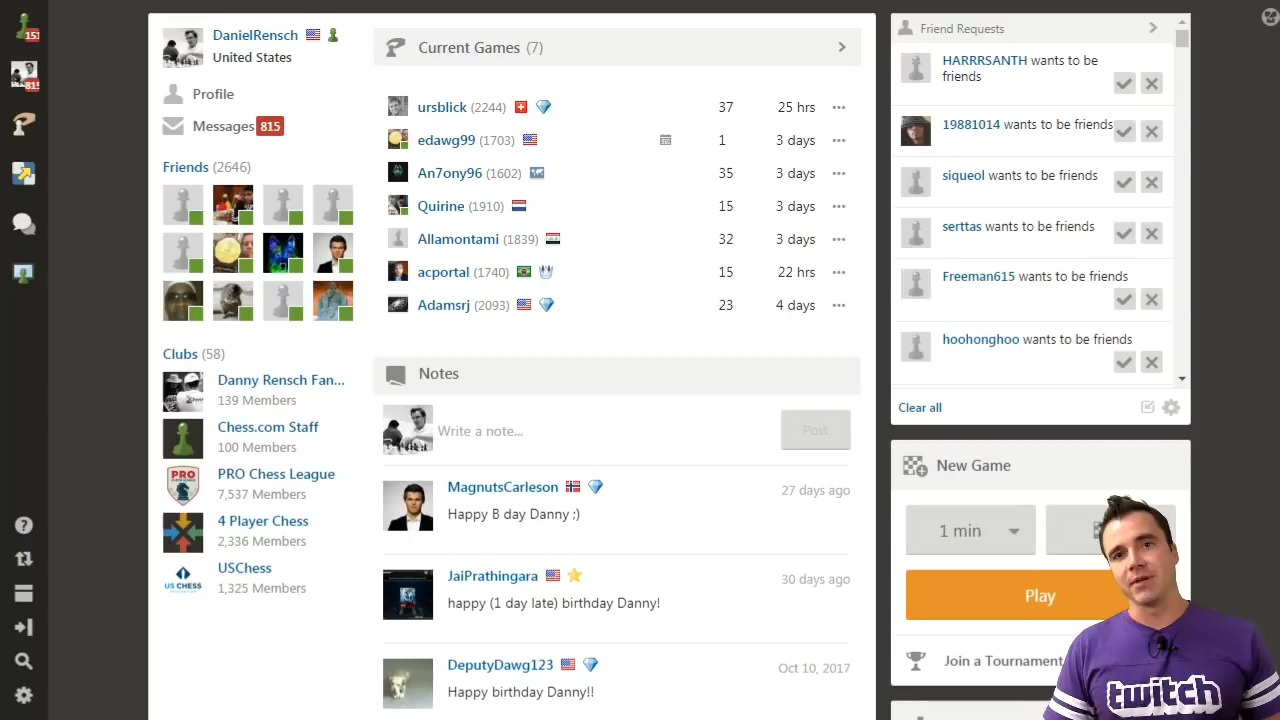 151
815
DanielRensch
United States
Profile
Messages 815
Friends (2646)
Clubs (58)
Danny Rensch Fan...
139 Members
Chess.com Staff
100 Members
PRO
PRO Chess League
7,537 Members
4 Player Chess
2,336 Members
US CHESS
USChess
1,325 Members
Current Games (7)
ursblick (2244) 37 25 hrs
edawg99 (1703) 1 3 days
An7ony96 (1602) 35 3 days
Quirine (1910) 15 3 days
Allamontami (1839) 32 3 days
acportal (1740) 15 22 hrs
Adamsrj (2093) 23 4 days
Notes
Write a note...
Post
MagnutsCarleson 27 days ago
Happy B day Danny ;)
JaiPrathingara 30 days ago
happy (1 day late) birthday Danny!
DeputyDawg123 Oct 10, 2017
Happy birthday Danny!!
Friend Requests
HARRRSANTH wants to be
friends
19881014 wants to be friends
siqueol wants to be friends
serttas wants to be friends
Freeman615 wants to be friends
hoohonghoo wants to be friends
Clear all
New Game
1 min
Play
Join a Tournament
twitch